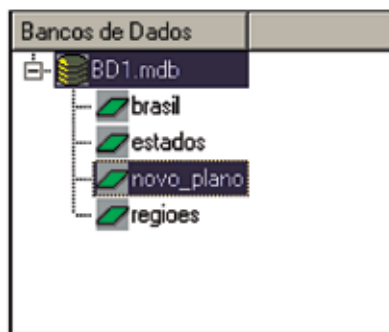 Bancos de Dados
BD1.mdb
brasil
estados
novo_plano
regioes